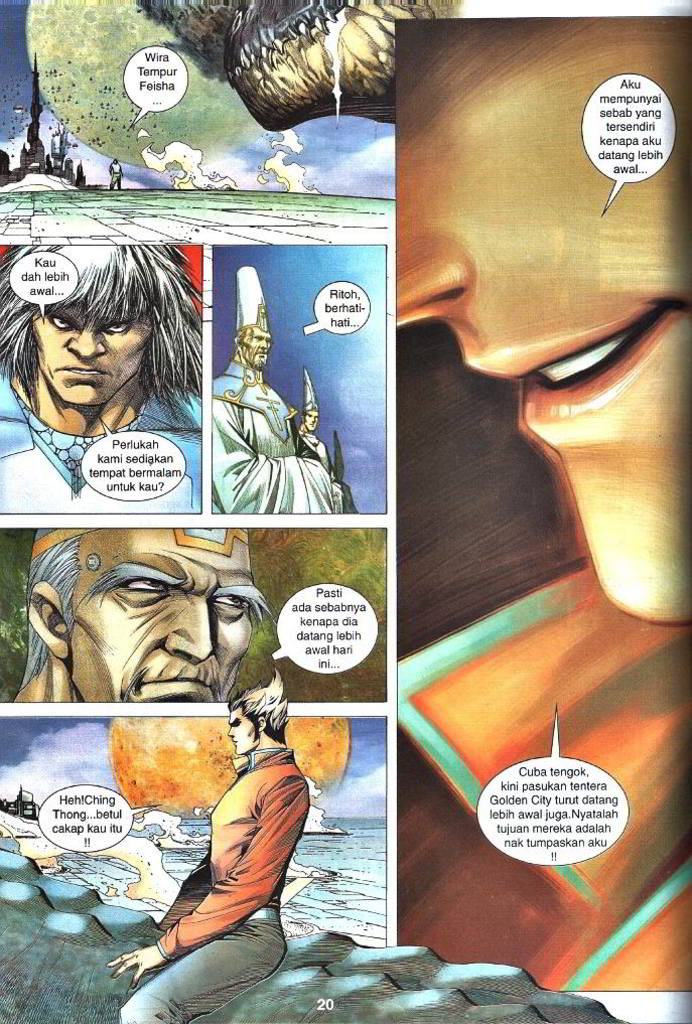 Wira
Tempur
Feisha
...
Kau
dah lebih
awal...
Perlukah
kami sediakan
tempat bermalam
untuk kau?
Ritoh,
berhati-
hati...
Pasti
ada sebabnya
kenapa dia
datang lebih
awal hari
ini...
Heh!Ching
Thong...betul
cakap kau itu
!!
Aku
mempunyai
sebab yang
tersendiri
kenapa aku
datang lebih
awal...
Cuba tengok,
kini pasukan tentera
Golden City turut datang
lebih awal juga.Nyatalah
tujuan mereka adalah
nak tumpaskan aku
!!
20